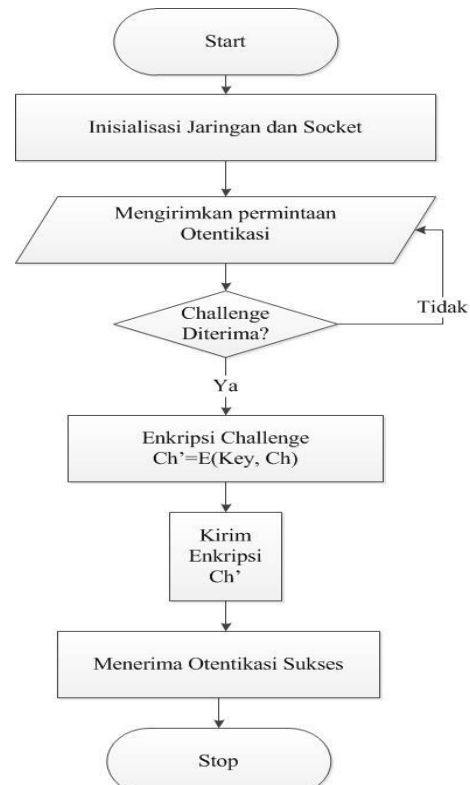 Start
Inisialisasi Jaringan dan Socket
Mengirimkan permintaan
Otentikasi
Challenge
Diterima?
Tidak
Ya
Enkripsi Challenge
Ch’=E(Key, Ch)
Kirim
Enkripsi
Ch’
Menerima Otentikasi Sukses
Stop